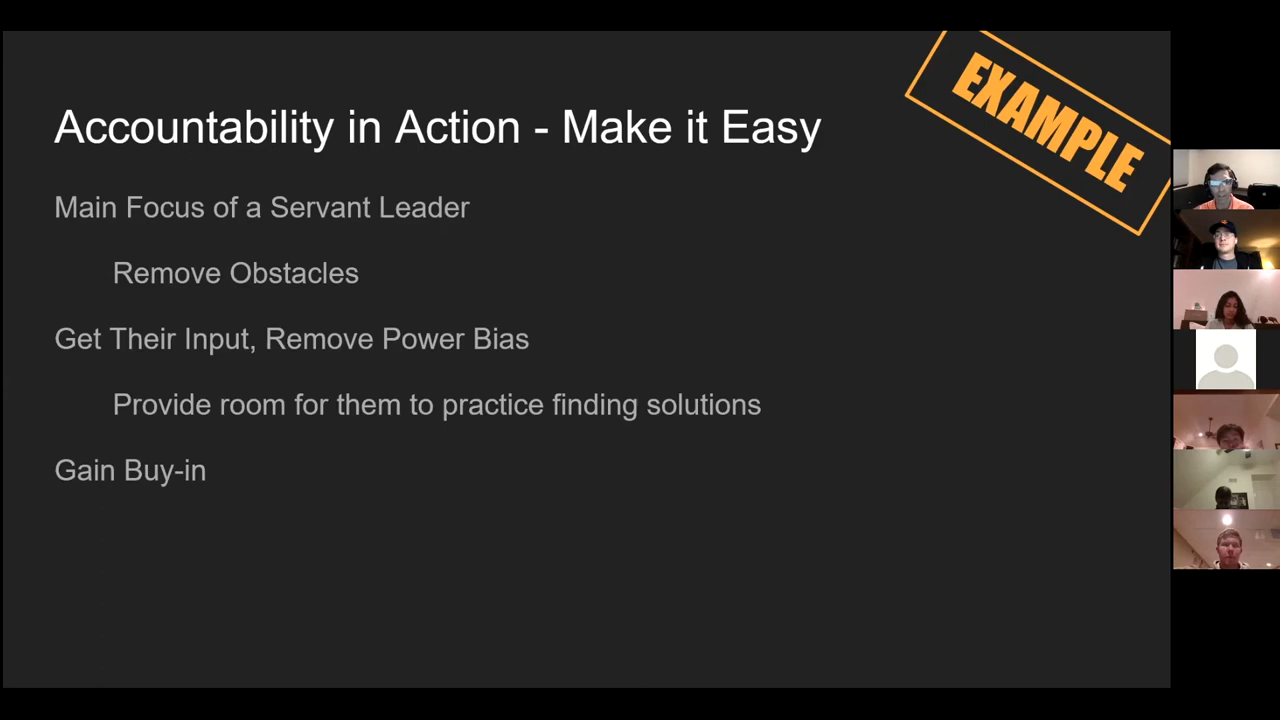 EXAMPLE
Accountability in Action - Make it Easy
Main Focus of a Servant Leader
Remove Obstacles
Get Their Input, Remove Power Bias
Provide room for them to practice finding solutions
Gain Buy-in